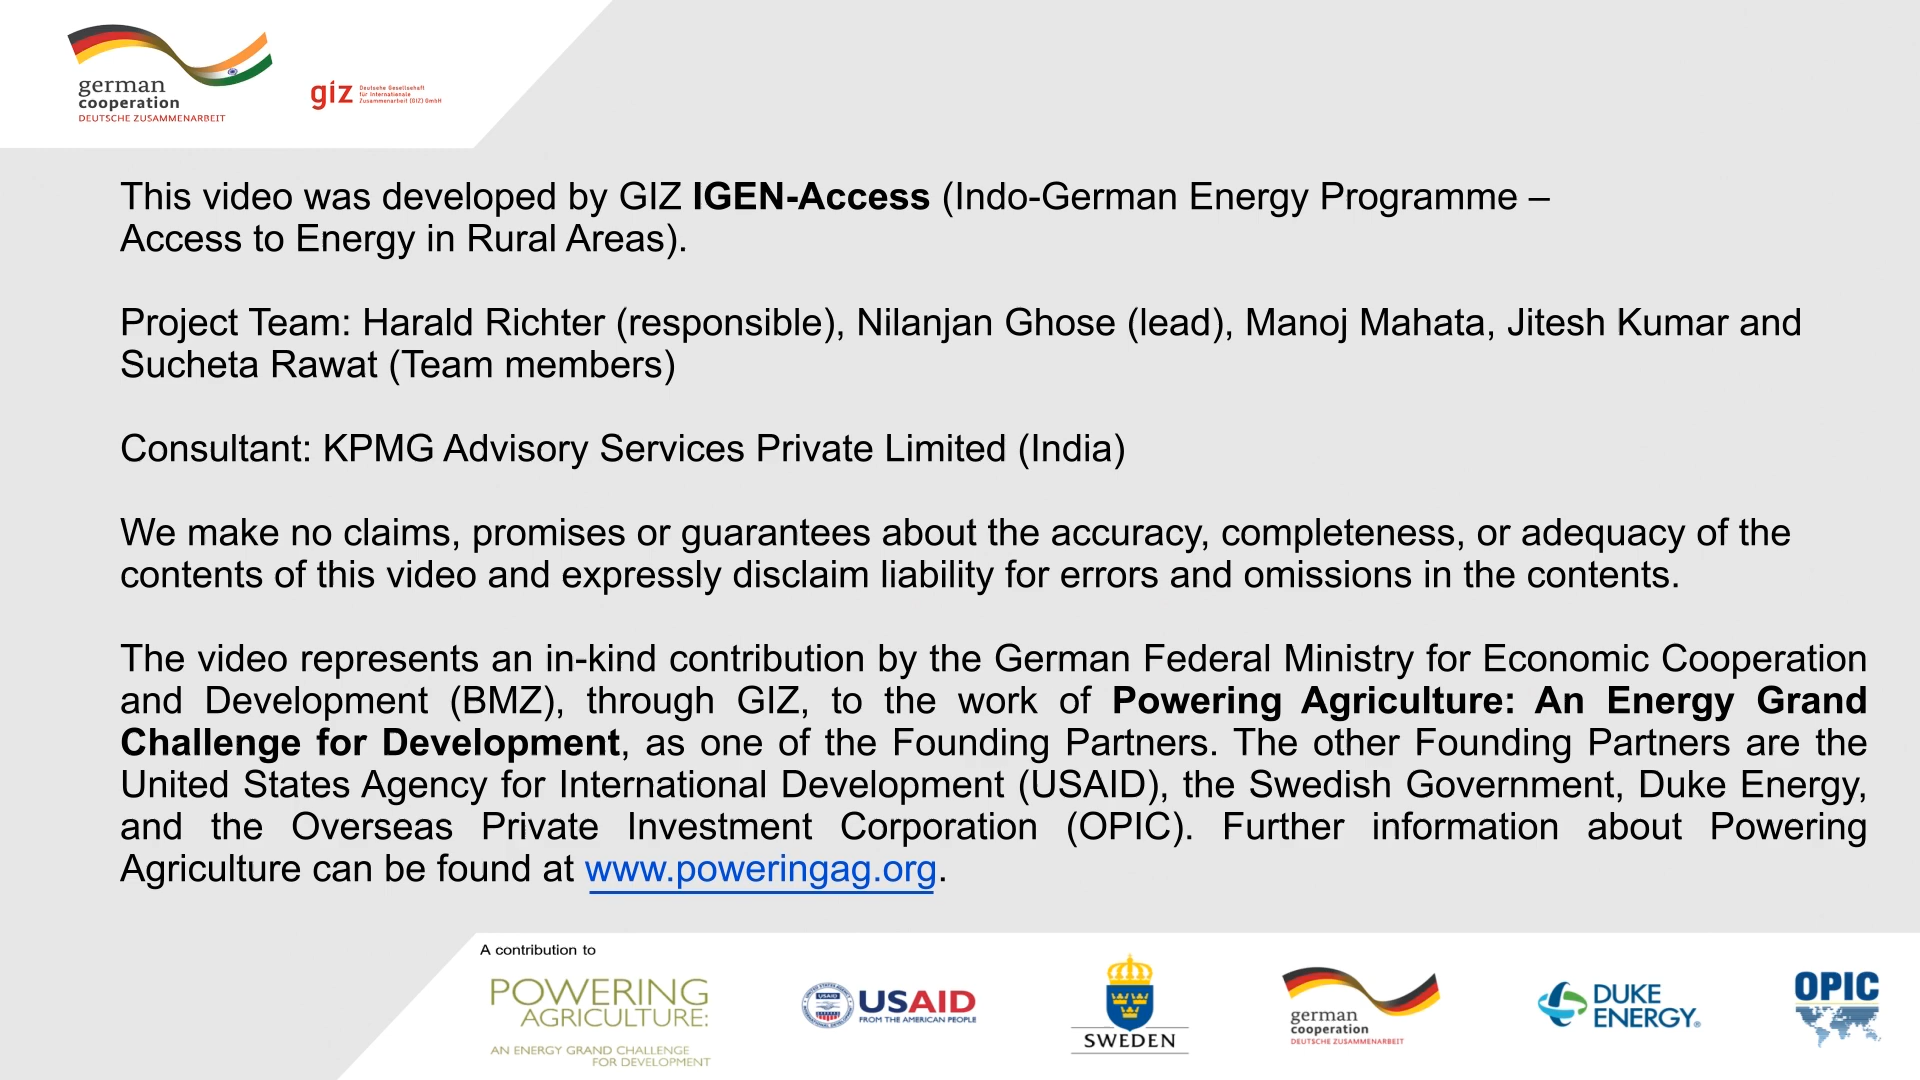 german
cooperation
DEUTSCHE ZUSAMMENARBEIT
giz
Deutsche Gesellschaft
für Internationale
Zusammenarbeit (GIZ) GmbH
This video was developed by GIZ IGEN-Access (Indo-German Energy Programme –
Access to Energy in Rural Areas).
Project Team: Harald Richter (responsible), Nilanjan Ghose (lead), Manoj Mahata, Jitesh Kumar and
Sucheta Rawat (Team members)
Consultant: KPMG Advisory Services Private Limited (India)
We make no claims, promises or guarantees about the accuracy, completeness, or adequacy of the
contents of this video and expressly disclaim liability for errors and omissions in the contents.
The video represents an in-kind contribution by the German Federal Ministry for Economic Cooperation
and Development (BMZ), through GIZ, to the work of Powering Agriculture: An Energy Grand
Challenge for Development, as one of the Founding Partners. The other Founding Partners are the
United States Agency for International Development (USAID), the Swedish Government, Duke Energy,
and the Overseas Private Investment Corporation (OPIC). Further information about Powering
Agriculture can be found at www.poweringag.org.
A contribution to
POWERING
AGRICULTURE:
AN ENERGY GRAND CHALLENGE
FOR DEVELOPMENT
USAID
USAID
FROM THE AMERICAN PEOPLE
SWEDEN
german
cooperation
DEUTSCHE ZUSAMMENARBEIT
DUKE
ENERGY®
OPIC